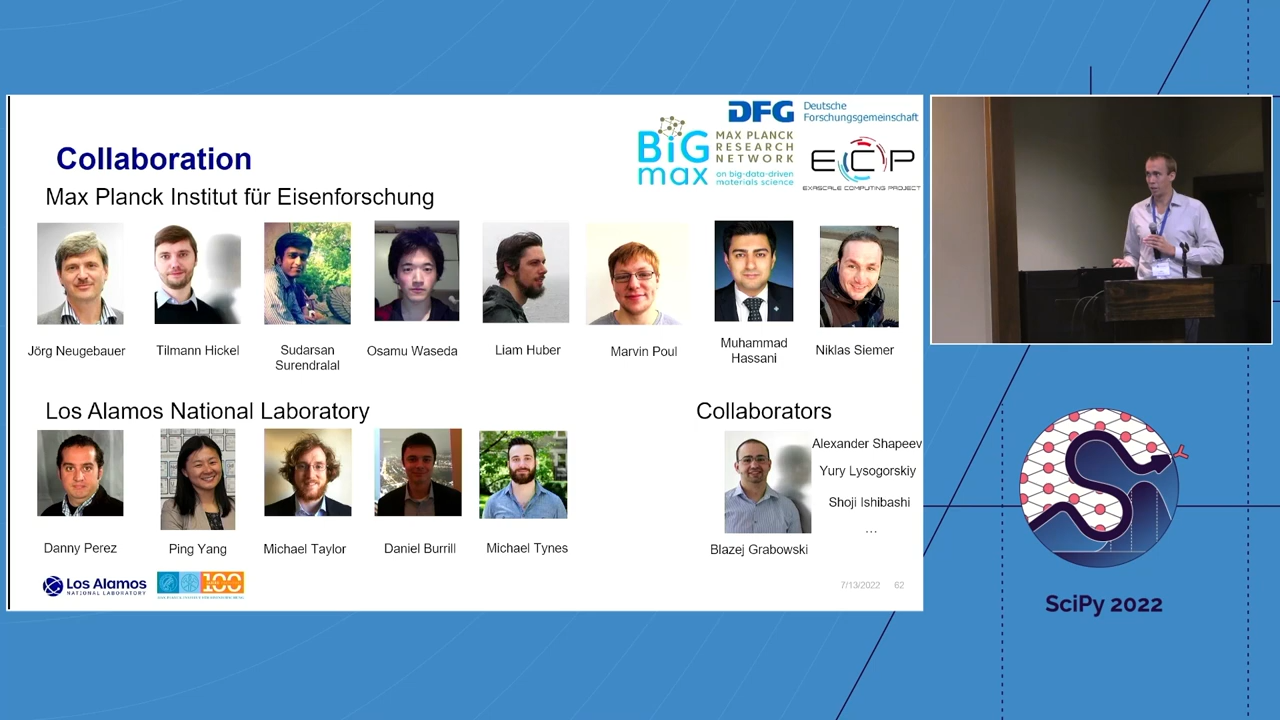 DFG Deutsche
Forschungsgemeinschaft
BiG
max
MAX PLANCK
RESEARCH
NETWORK
on big-data-driven
materials science
ECP
EXASCALE COMPUTING PROJECT
Collaboration
Max Planck Institut für Eisenforschung
Jörg Neugebauer
Tilmann Hickel
Sudarsan
Surendralal
Osamu Waseda
Liam Huber
Marvin Poul
Muhammad
Hassani
Niklas Siemer
Los Alamos National Laboratory
Collaborators
Alexander Shapeev
Yury Lysogorskiy
Shoji Ishibashi
...
Danny Perez
Ping Yang
Michael Taylor
Daniel Burrill
Michael Tynes
Blazej Grabowski
Los Alamos
NATIONAL LABORATORY
100
7/13/2022 62
SciPy 2022